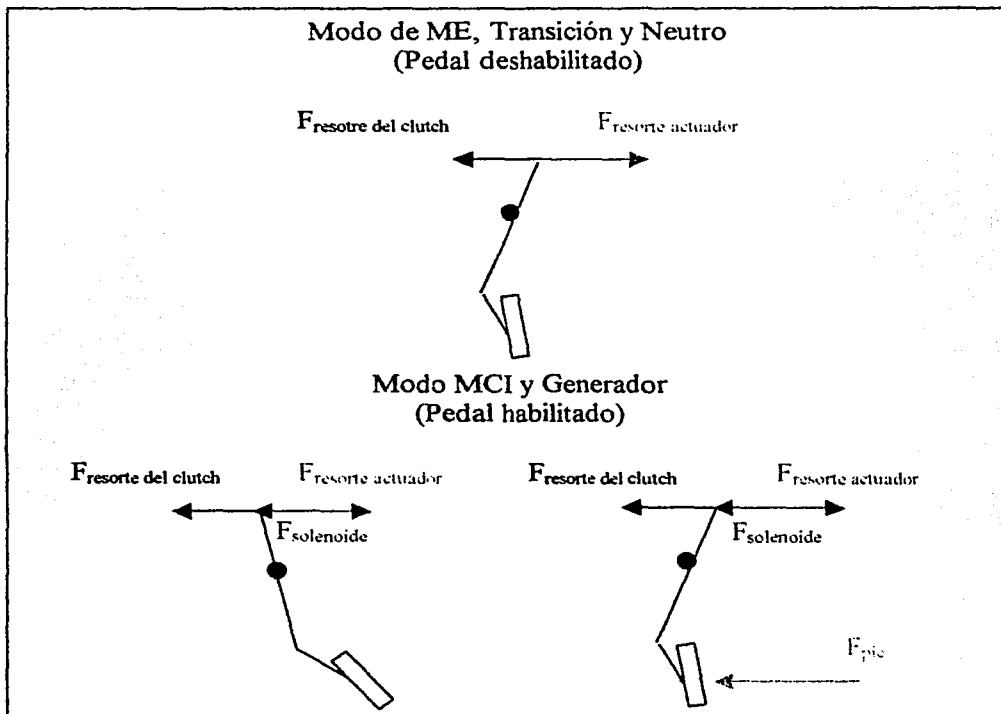 Modo de ME, Transición y Neutro
(Pedal deshabilitado)
Fresotre del clutch Fresorte actuador
Modo MCI y Generador
(Pedal habilitado)
Fresorte del clutch Fresorte actuador Fresorte del clutch Fresorte actuador
Fsolenoide Fsolenoide
Fpie